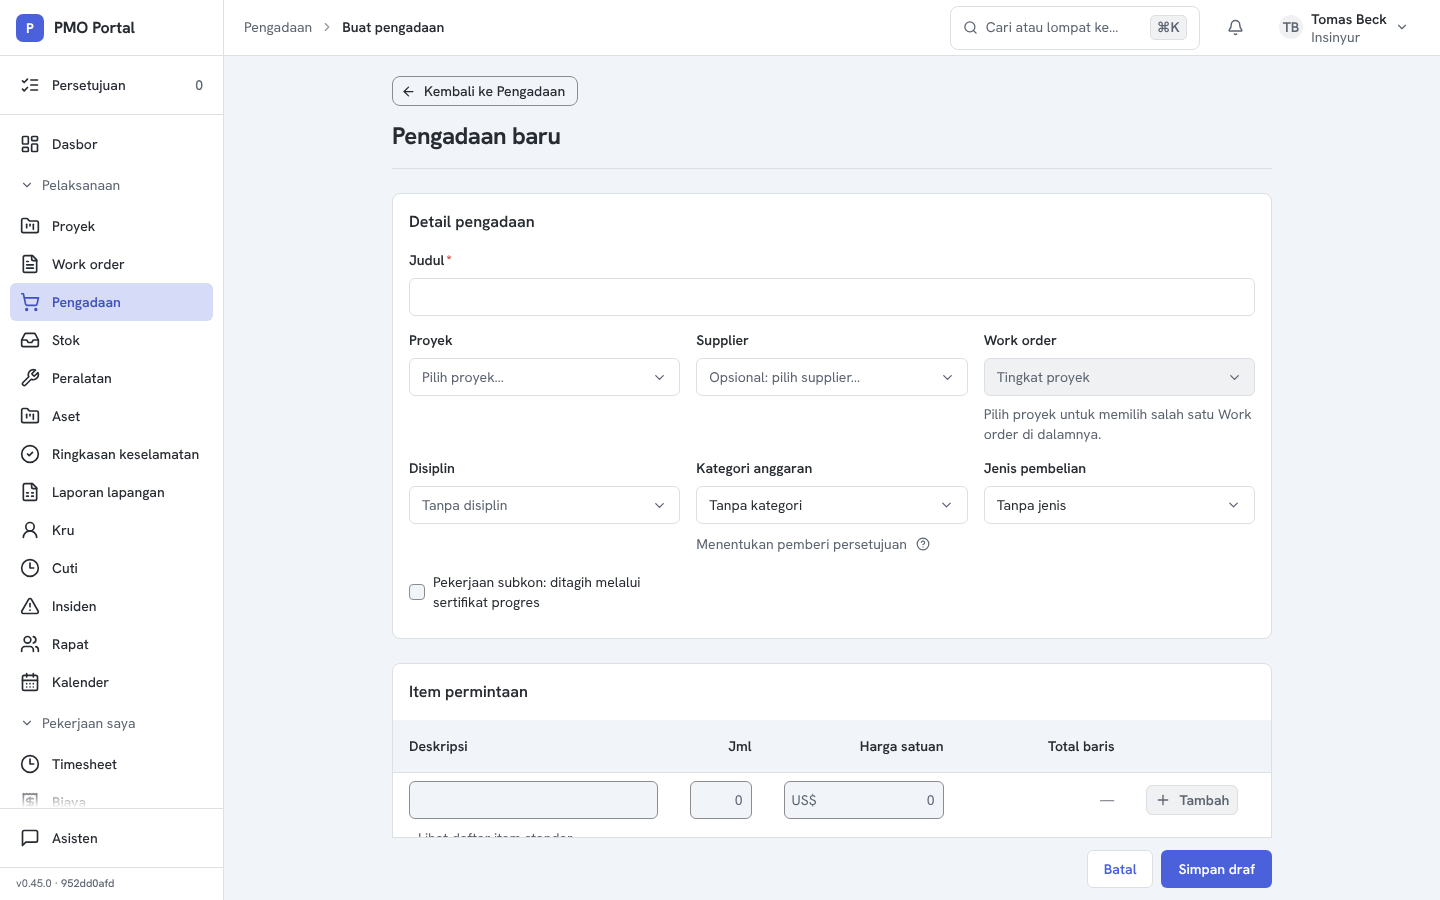 P PMO Portal
Pengadaan
Buat pengadaan
Cari atau lompat ke...
⌘K
TB
Tomas Beck
Insinyur
Persetujuan 0
Dasbor
Pelaksanaan
Proyek
Work order
Pengadaan
Stok
Peralatan
Aset
Ringkasan keselamatan
Laporan lapangan
Kru
Cuti
Insiden
Rapat
Kalender
Pekerjaan saya
Timesheet
Biaya
Asisten
v0.45.0 · 952dd0afd
Kembali ke Pengadaan
Pengadaan baru
Detail pengadaan
Judul *
Proyek
Supplier
Work order
Pilih proyek...
Opsional: pilih supplier...
Tingkat proyek
Pilih proyek untuk memilih salah satu Work
order di dalamnya.
Disiplin
Kategori anggaran
Jenis pembelian
Tanpa disiplin
Tanpa kategori
Tanpa jenis
Menentukan pemberi persetujuan
Pekerjaan subkon: ditagih melalui
sertifikat progres
Item permintaan
Deskripsi Jml Harga satuan Total baris
0 US$ 0 — Tambah
Lihat daftar item standar
Batal
Simpan draf